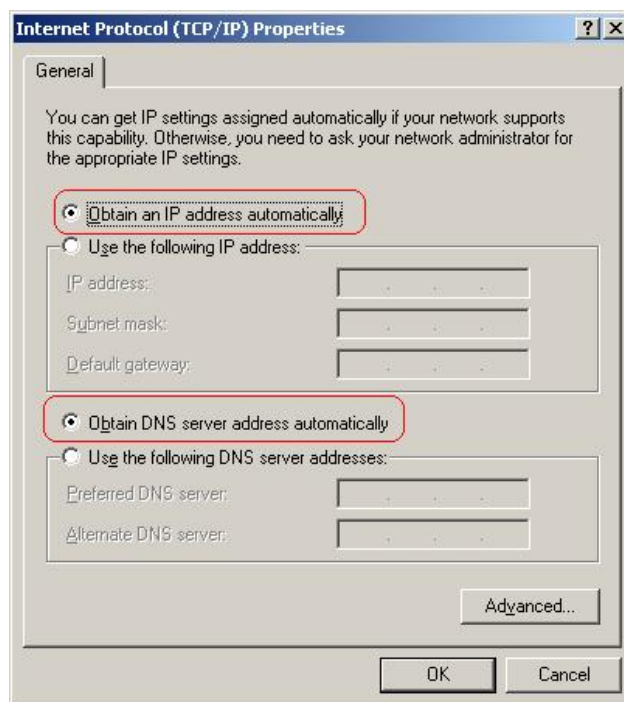 Internet Protocol (TCP/IP) Properties
General
You can get IP settings assigned automatically if your network supports
this capability. Otherwise, you need to ask your network administrator for
the appropriate IP settings.
Obtain an IP address automatically
Use the following IP address:
IP address:
Subnet mask:
Default gateway:
Obtain DNS server address automatically
Use the following DNS server addresses:
Preferred DNS server:
Alternate DNS server:
Advanced...
OK
Cancel